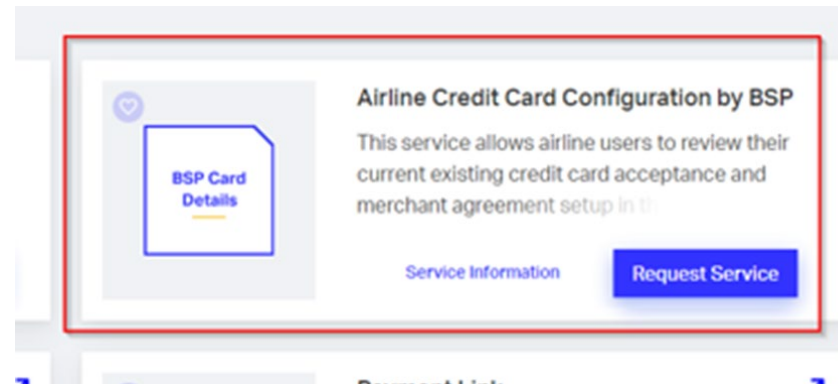 BSP Card
Details
Airline Credit Card Configuration by BSP
This service allows airline users to review their
current existing credit card acceptance and
merchant agreement setup in
Service Information
Request Service